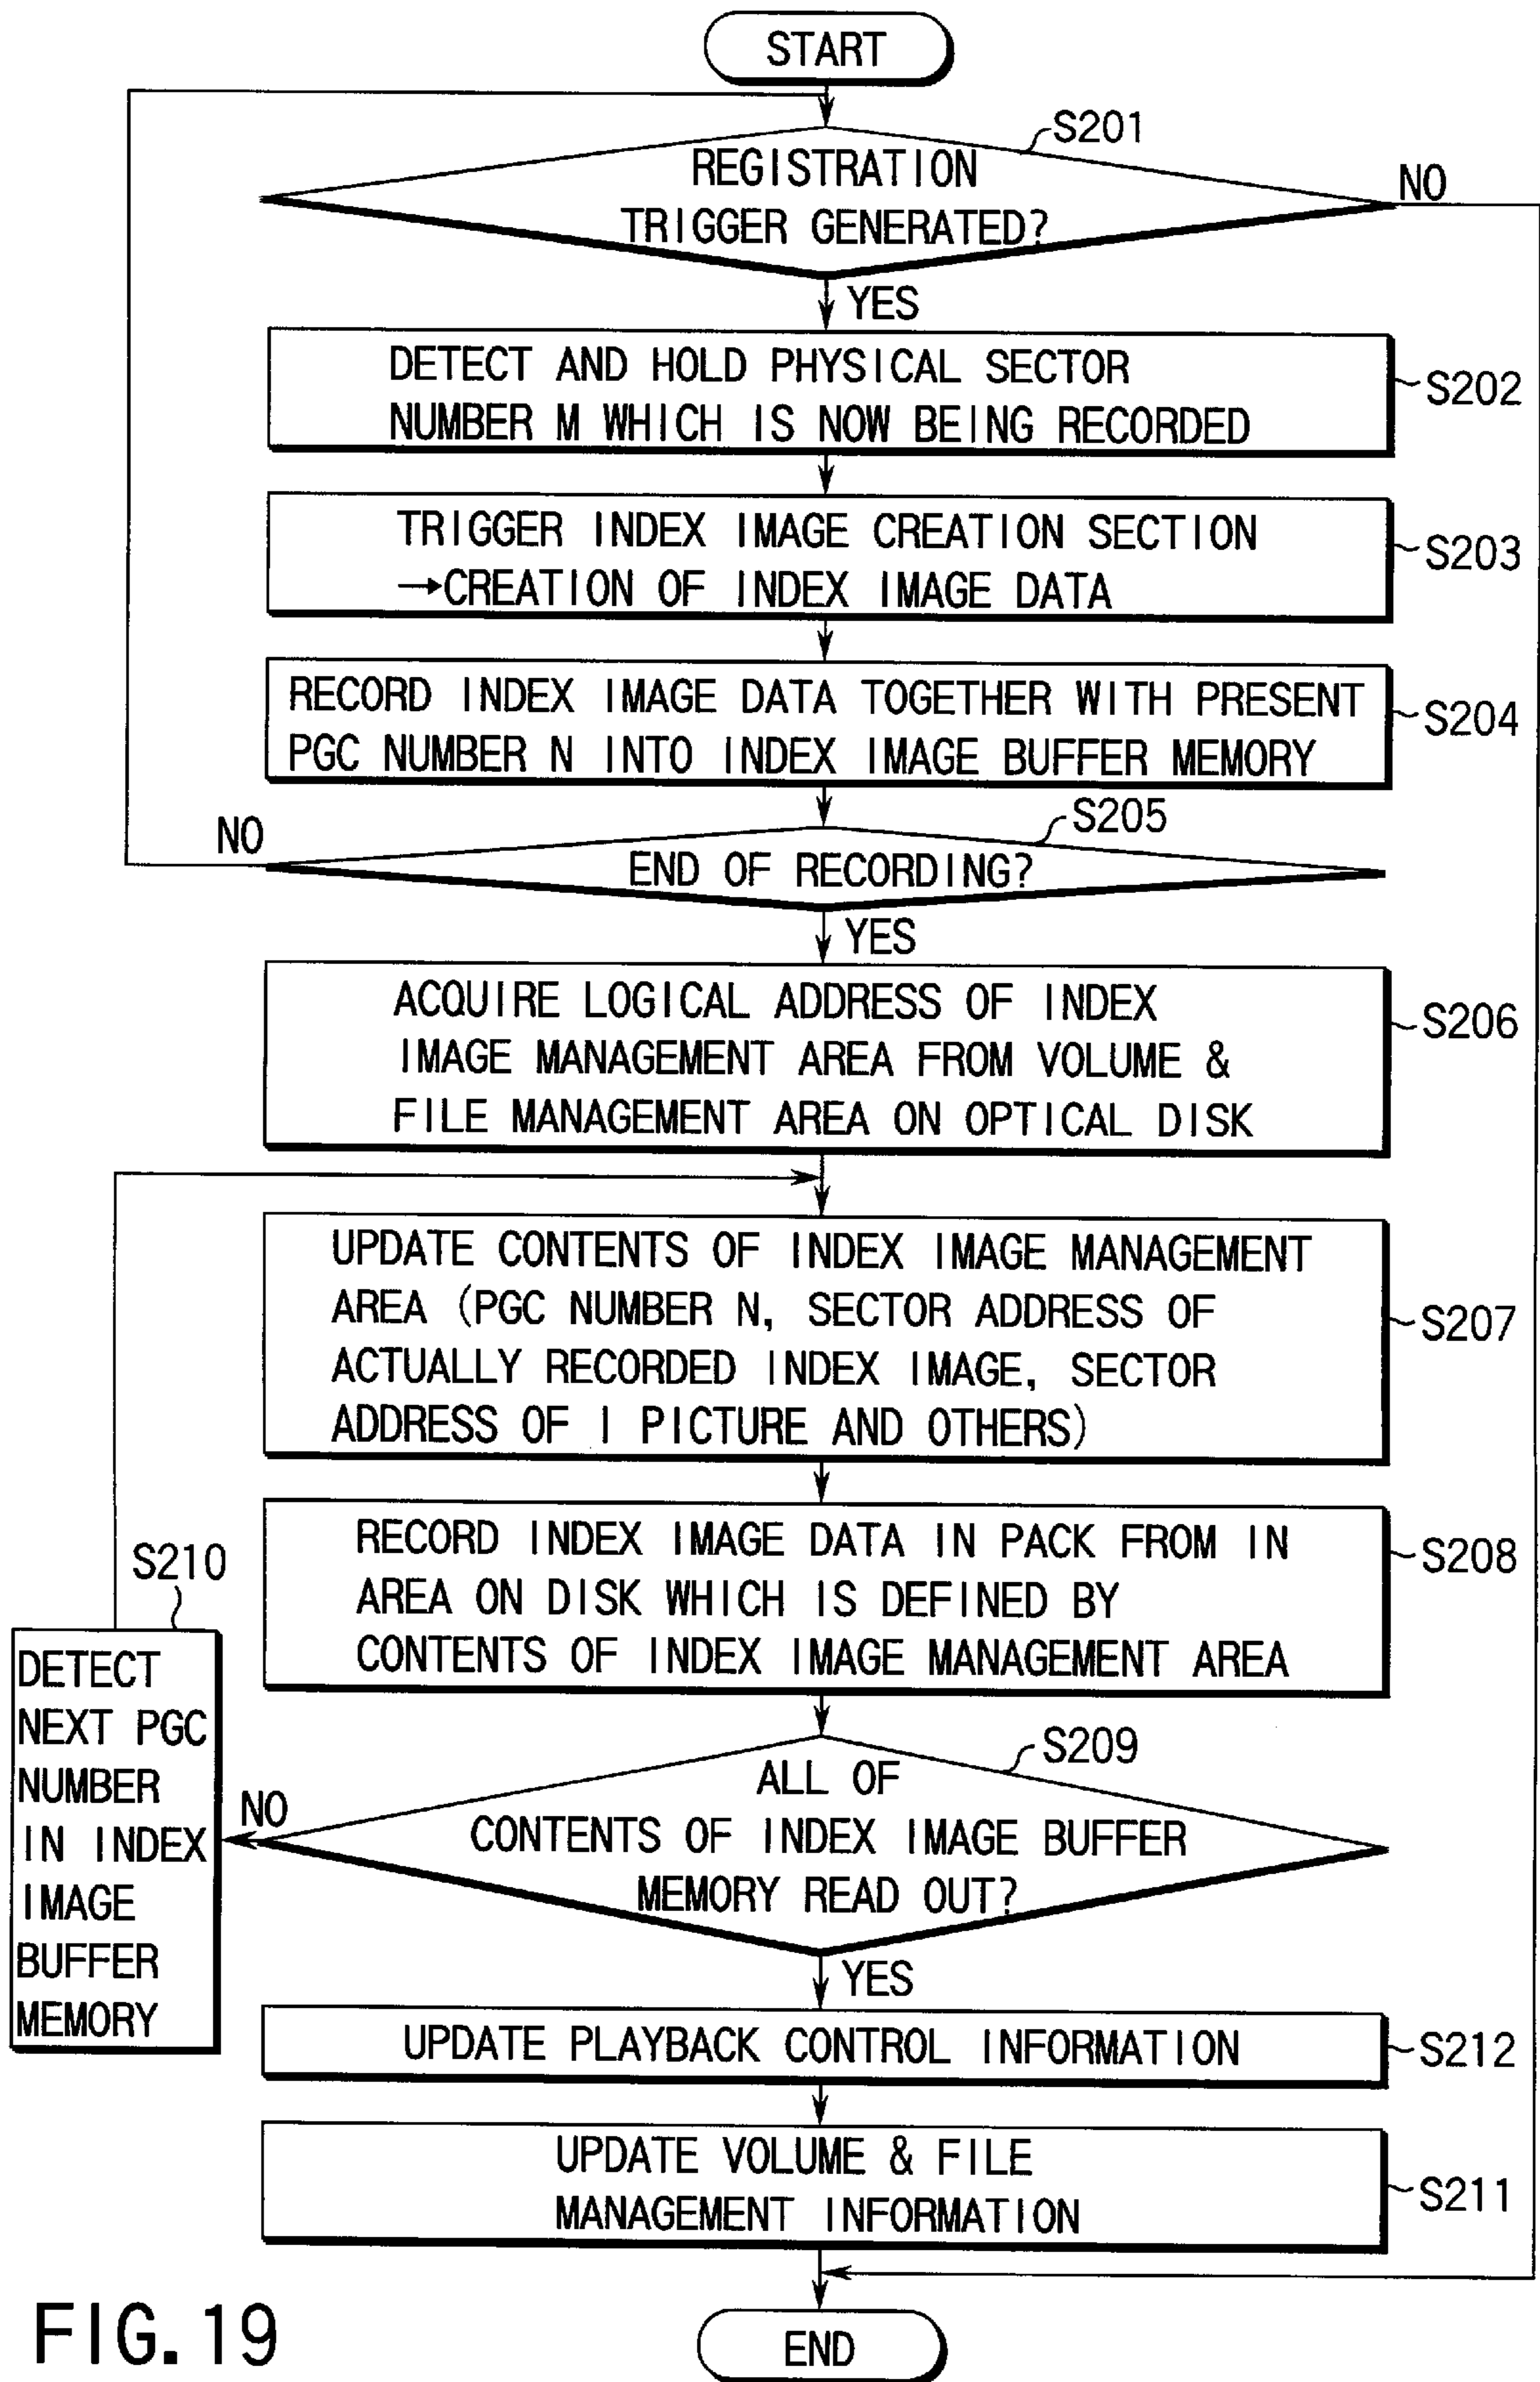 START
S201
REGISTRATION
TRIGGER GENERATED?
NO
YES
DETECT AND HOLD PHYSICAL SECTOR
NUMBER M WHICH IS NOW BEING RECORDED
S202
TRIGGER INDEX IMAGE CREATION SECTION
→CREATION OF INDEX IMAGE DATA
S203
RECORD INDEX IMAGE DATA TOGETHER WITH PRESENT
PGC NUMBER N INTO INDEX IMAGE BUFFER MEMORY
S204
S205
NO
END OF RECORDING?
YES
ACQUIRE LOGICAL ADDRESS OF INDEX
IMAGE MANAGEMENT AREA FROM VOLUME &
FILE MANAGEMENT AREA ON OPTICAL DISK
S206
UPDATE CONTENTS OF INDEX IMAGE MANAGEMENT
AREA (PGC NUMBER N, SECTOR ADDRESS OF
ACTUALLY RECORDED INDEX IMAGE, SECTOR
ADDRESS OF I PICTURE AND OTHERS)
S207
RECORD INDEX IMAGE DATA IN PACK FROM IN
AREA ON DISK WHICH IS DEFINED BY
CONTENTS OF INDEX IMAGE MANAGEMENT AREA
S208
S209
ALL OF
CONTENTS OF INDEX IMAGE BUFFER
MEMORY READ OUT?
NO
S210
DETECT
NEXT PGC
NUMBER
IN INDEX
IMAGE
BUFFER
MEMORY
YES
UPDATE PLAYBACK CONTROL INFORMATION
S212
UPDATE VOLUME & FILE
MANAGEMENT INFORMATION
S211
END
FIG.19